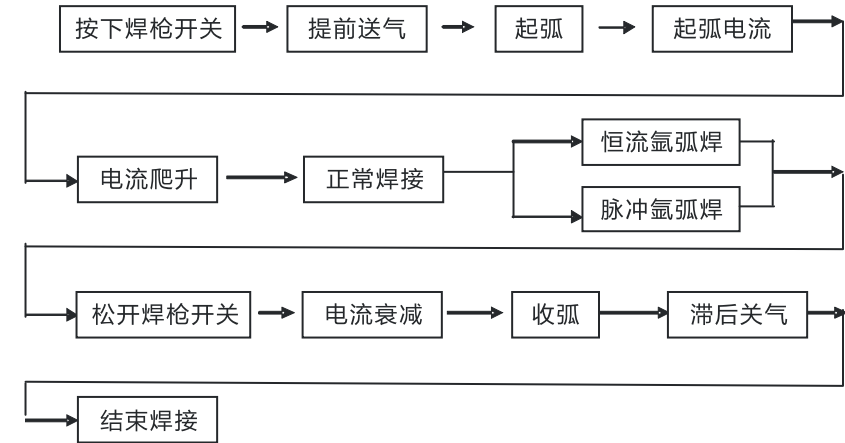 按下焊枪开关 提前送气 起弧 起弧电流
恒流氩弧焊
电流爬升 正常焊接
脉冲氩弧焊
松开焊枪开关 电流衰减 收弧 滞后关气
结束焊接